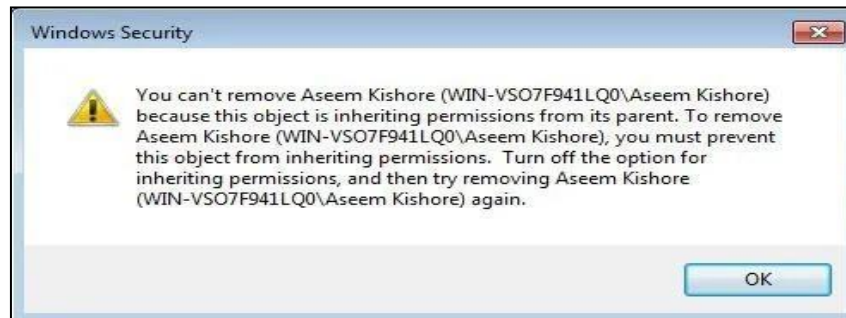 Windows Security
You can't remove Aseem Kishore (WIN-VSO7F941LQ0\Aseem Kishore)
because this object is inheriting permissions from its parent. To remove
Aseem Kishore (WIN-VSO7F941LQ0\Aseem Kishore), you must prevent
this object from inheriting permissions.  Turn off the option for
inheriting permissions, and then try removing Aseem Kishore
(WIN-VSO7F941LQ0\Aseem Kishore) again.
OK